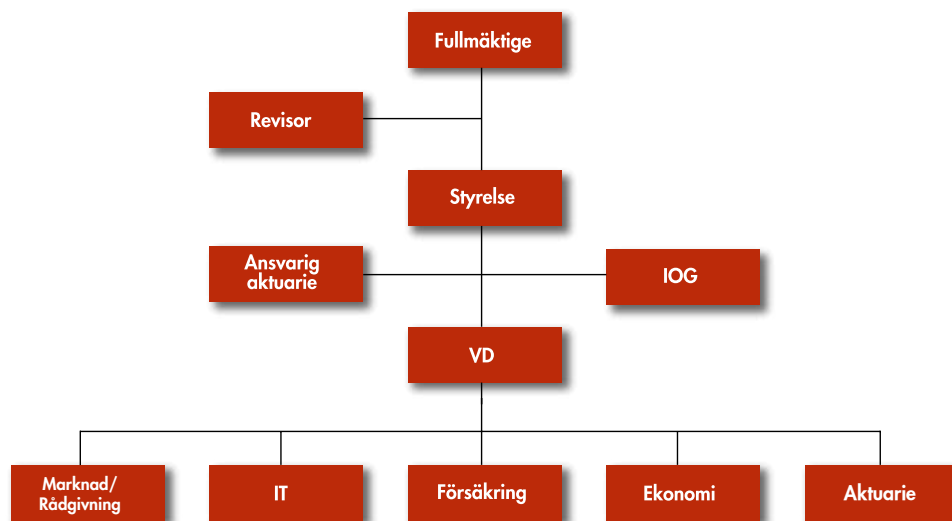 Fullmäktige
Revisor
Styrelse
Ansvarig
aktuarie
IOG
VD
Marknad/
Rådgivning
IT
Försäkring
Ekonomi
Aktuarie